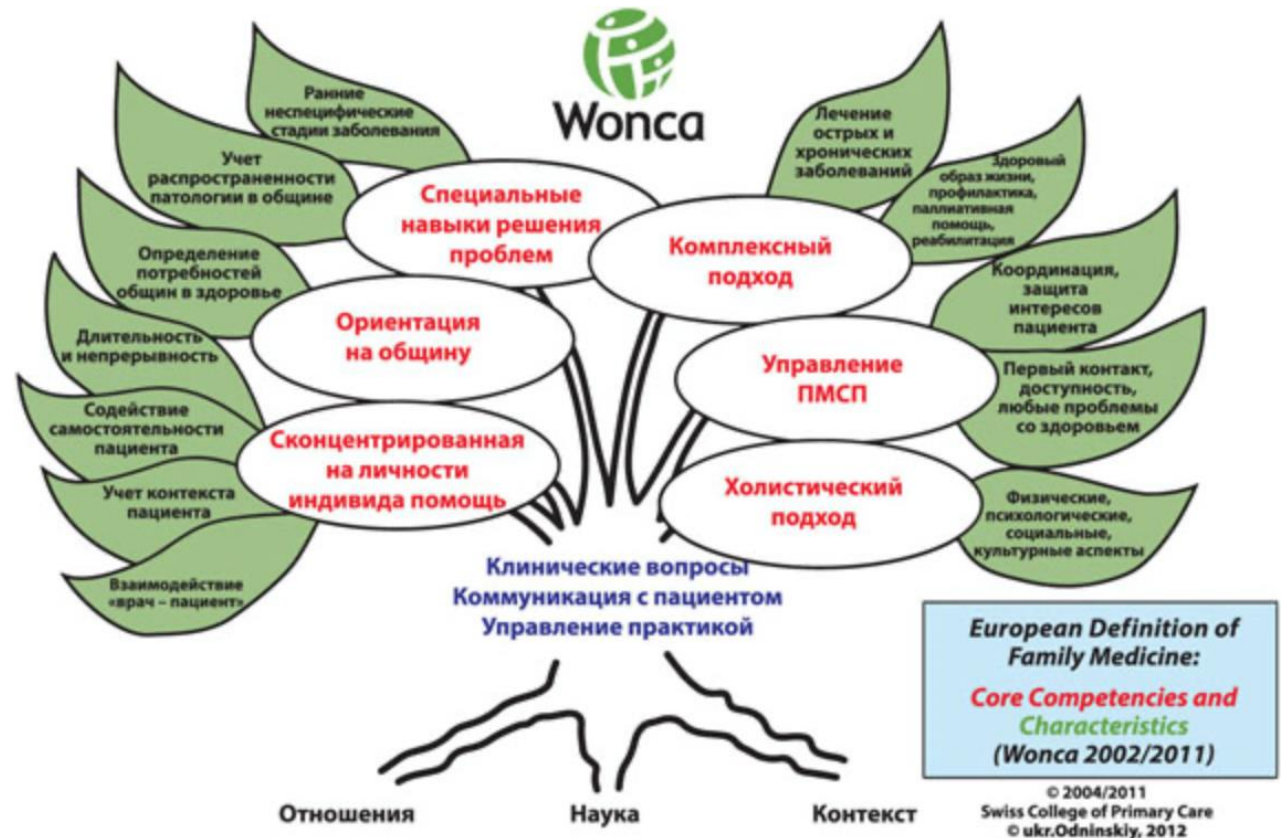 Wonca
Ранние
неспецифические
стадии заболевания
Учет
распространенности
патологии в общине
Определение
потребностей
общин в здоровье
Длительность
и непрерывность
Содействие
самостоятельности
пациента
Учет контекста
пациента
Взаимодействие
«врач – пациент»
Специальные
навыки решения
проблем
Ориентация
на общину
Сконцентрированная
на личности
индивида помощь
Комплексный
подход
Управление
ПМСП
Холистический
подход
Лечение
острых и
хронических
заболеваний
Здоровый
образ жизни,
профилактика,
паллиативная
помощь,
реабилитация
Координация,
защита
интересов
пациента
Первый контакт,
доступность,
любые проблемы
со здоровьем
Физические,
психологические,
социальные,
культурные аспекты
Клинические вопросы
Коммуникация с пациентом
Управление практикой
Отношения
Наука
Контекст
European Definition of
Family Medicine:
Core Competencies and
Characteristics
(Wonca 2002/2011)
© 2004/2011
Swiss College of Primary Care
© ukr.Odninskiy, 2012